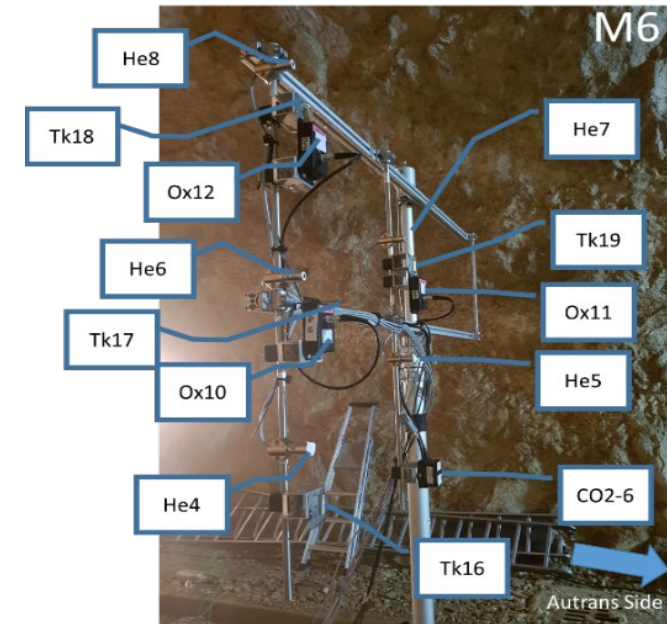 M6
He8
Tk18
He7
Ox12
Tk19
He6
Ox11
Tk17
He5
Ox10
He4
CO2-6
Tk16
Autrans Side